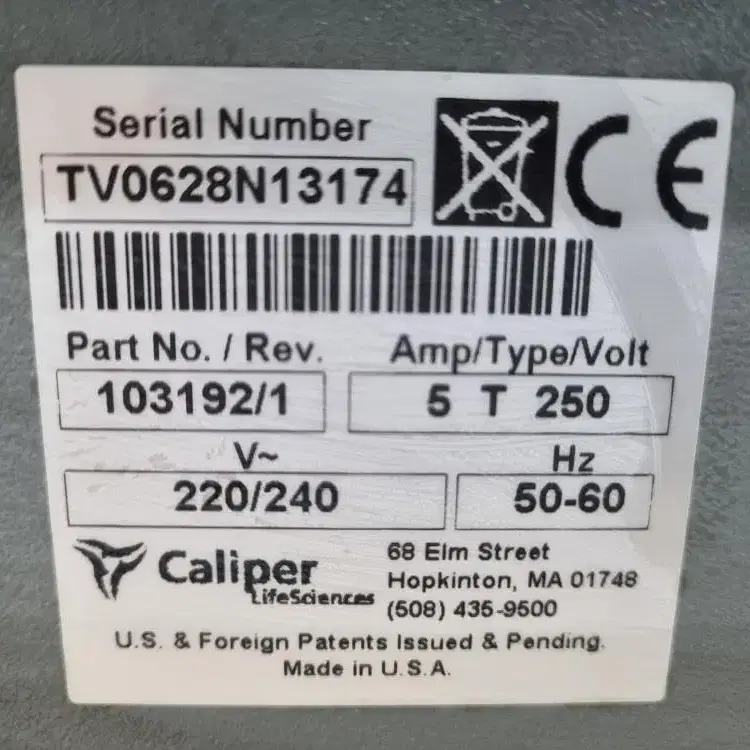 Serial Number
TV0628N13174
CE
Part No. / Rev.
Amp/Type/Volt
103192/1
5 T 250
V~
Hz
220/240
50-60
Caliper
LifeSciences
68 Elm Street
Hopkinton, MA 01748
(508) 435-9500
U.S. & Foreign Patents Issued & Pending.
Made in U.S.A.